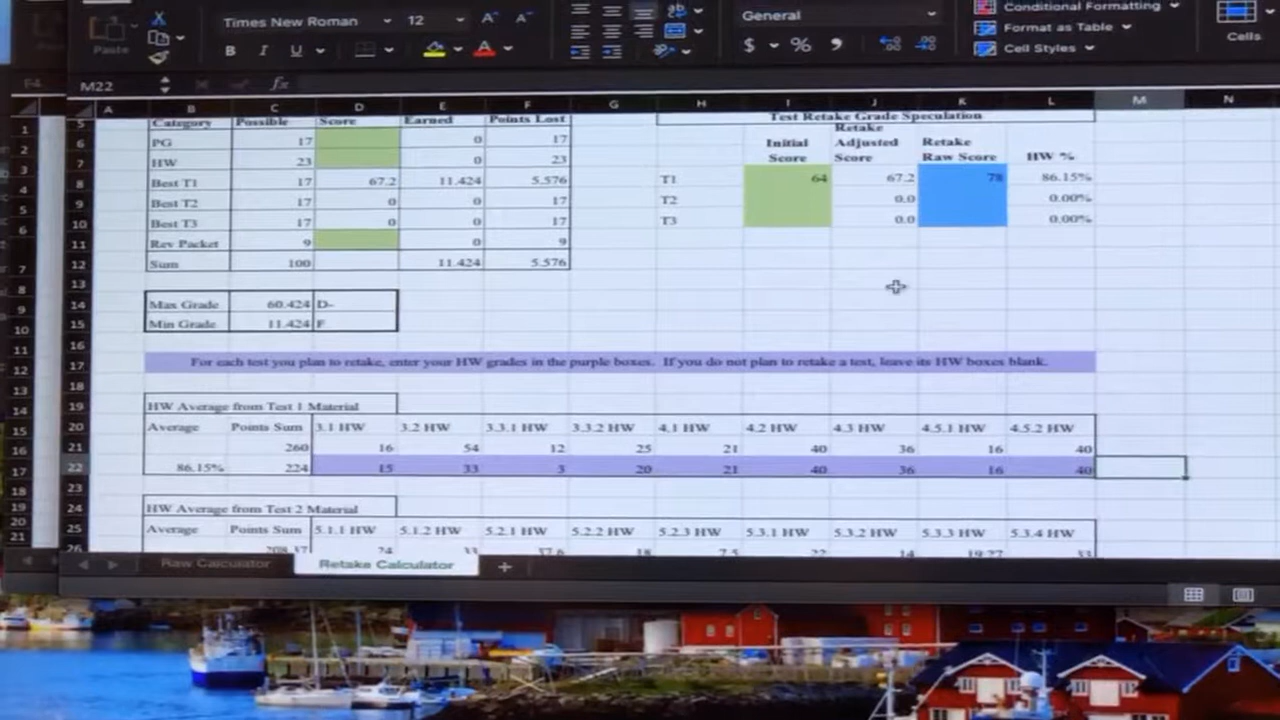 Paste
Times New Roman 12 A A
B I U A
General
$ % 9
Conditional Formatting
Format as Table
Cell Styles
Cells
M22 fx
A B C D E F G H I J K L M N
Category Possible Score Earned Points Lost Test Retake Grade Speculation
PG 17 0 17
HW 23 0 23
Initial Score Retake Adjusted Score Retake Raw Score HW %
Best T1 17 67.2 11.424 5.576 T1 64 67.2 78 86.15%
Best T2 17 0 0 17 T2 0.0 0.00%
Best T3 17 0 0 17 T3 0.0 0.00%
Rev Packet 9 0 9
Sum 100 11.424 5.576
Max Grade 60.424 D-
Min Grade 11.424 F
For each test you plan to retake, enter your HW grades in the purple boxes. If you do not plan to retake a test, leave its HW boxes blank.
HW Average from Test 1 Material
Average Points Sum 3.1 HW 3.2 HW 3.3.1 HW 3.3.2 HW 4.1 HW 4.2 HW 4.3 HW 4.5.1 HW 4.5.2 HW
260 16 54 12 25 21 40 36 16 40
86.15% 224 15 33 3 20 21 40 36 16 40
HW Average from Test 2 Material
Average Points Sum 5.1.1 HW 5.1.2 HW 5.2.1 HW 5.2.2 HW 5.2.3 HW 5.3.1 HW 5.3.2 HW 5.3.3 HW 5.3.4 HW
Raw Calculator Retake Calculator +